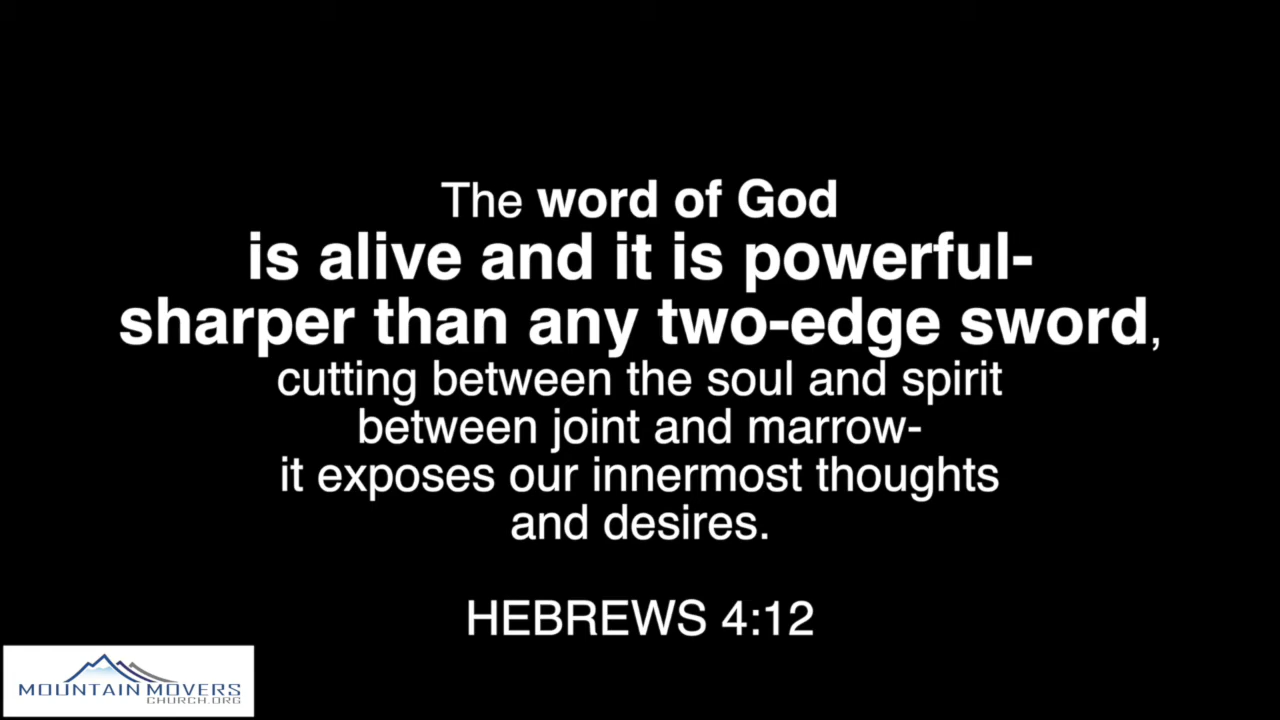 The word of God
is alive and it is powerful-
sharper than any two-edge sword,
cutting between the soul and spirit
between joint and marrow-
it exposes our innermost thoughts
and desires.
HEBREWS 4:12
MOUNTAIN MOVERS
CHURCH.ORG